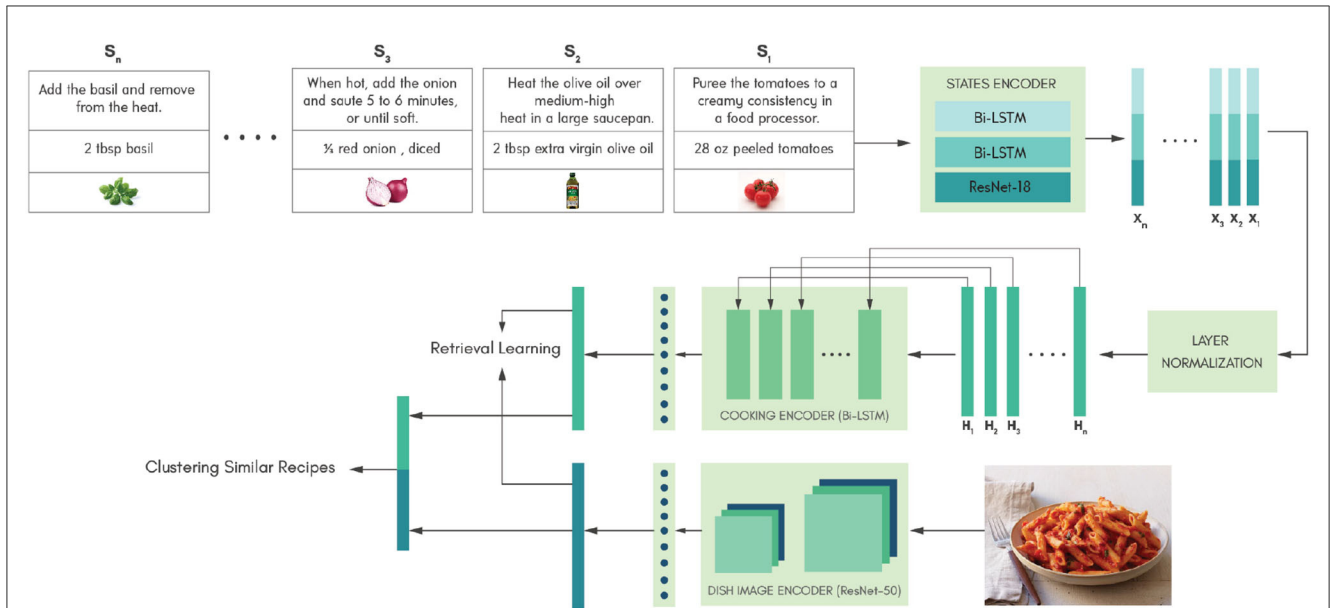 Sn
S3
S2
S1
Add the basil and remove
from the heat.
2 tbsp basil
When hot, add the onion
and saute 5 to 6 minutes,
or until soft.
½ red onion , diced
Heat the olive oil over
medium-high
heat in a large saucepan.
2 tbsp extra virgin olive oil
Puree the tomatoes to a
creamy consistency in
a food processor.
28 oz peeled tomatoes
STATES ENCODER
Bi-LSTM
Bi-LSTM
ResNet-18
Xn
X3
X2
X1
LAYER
NORMALIZATION
H1
H2
H3
Hn
COOKING ENCODER (Bi-LSTM)
Retrieval Learning
Clustering Similar Recipes
DISH IMAGE ENCODER (ResNet-50)